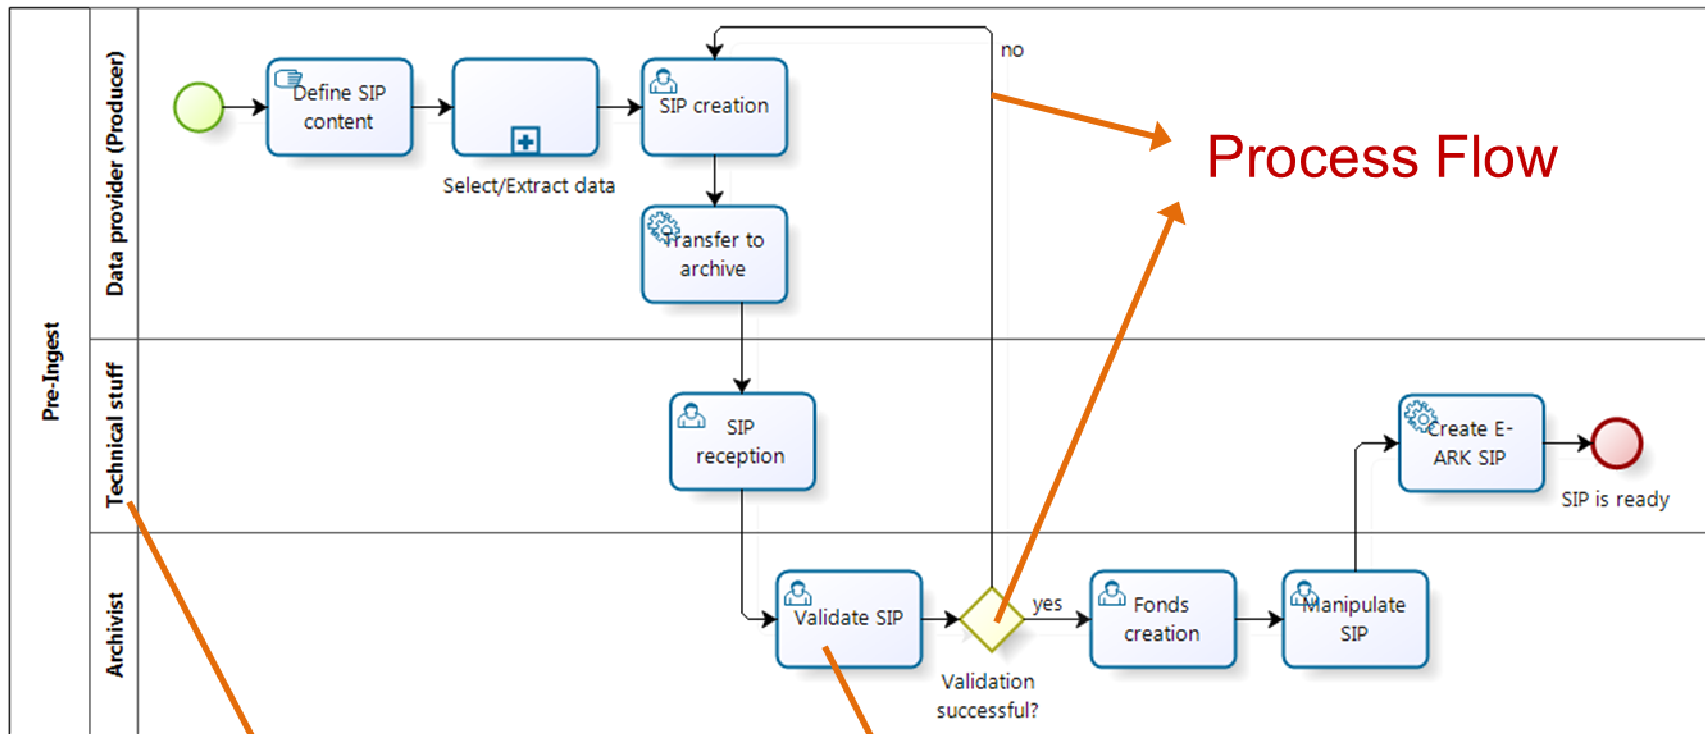 Pre-Ingest
Data provider (Producer)
Define SIP
content
Select/Extract data
SIP creation
no
Process Flow
Transfer to
archive
Technical stuff
SIP
reception
Create E-
ARK SIP
SIP is ready
Archivist
Validate SIP
Validation
successful?
yes
Fonds
creation
Manipulate
SIP